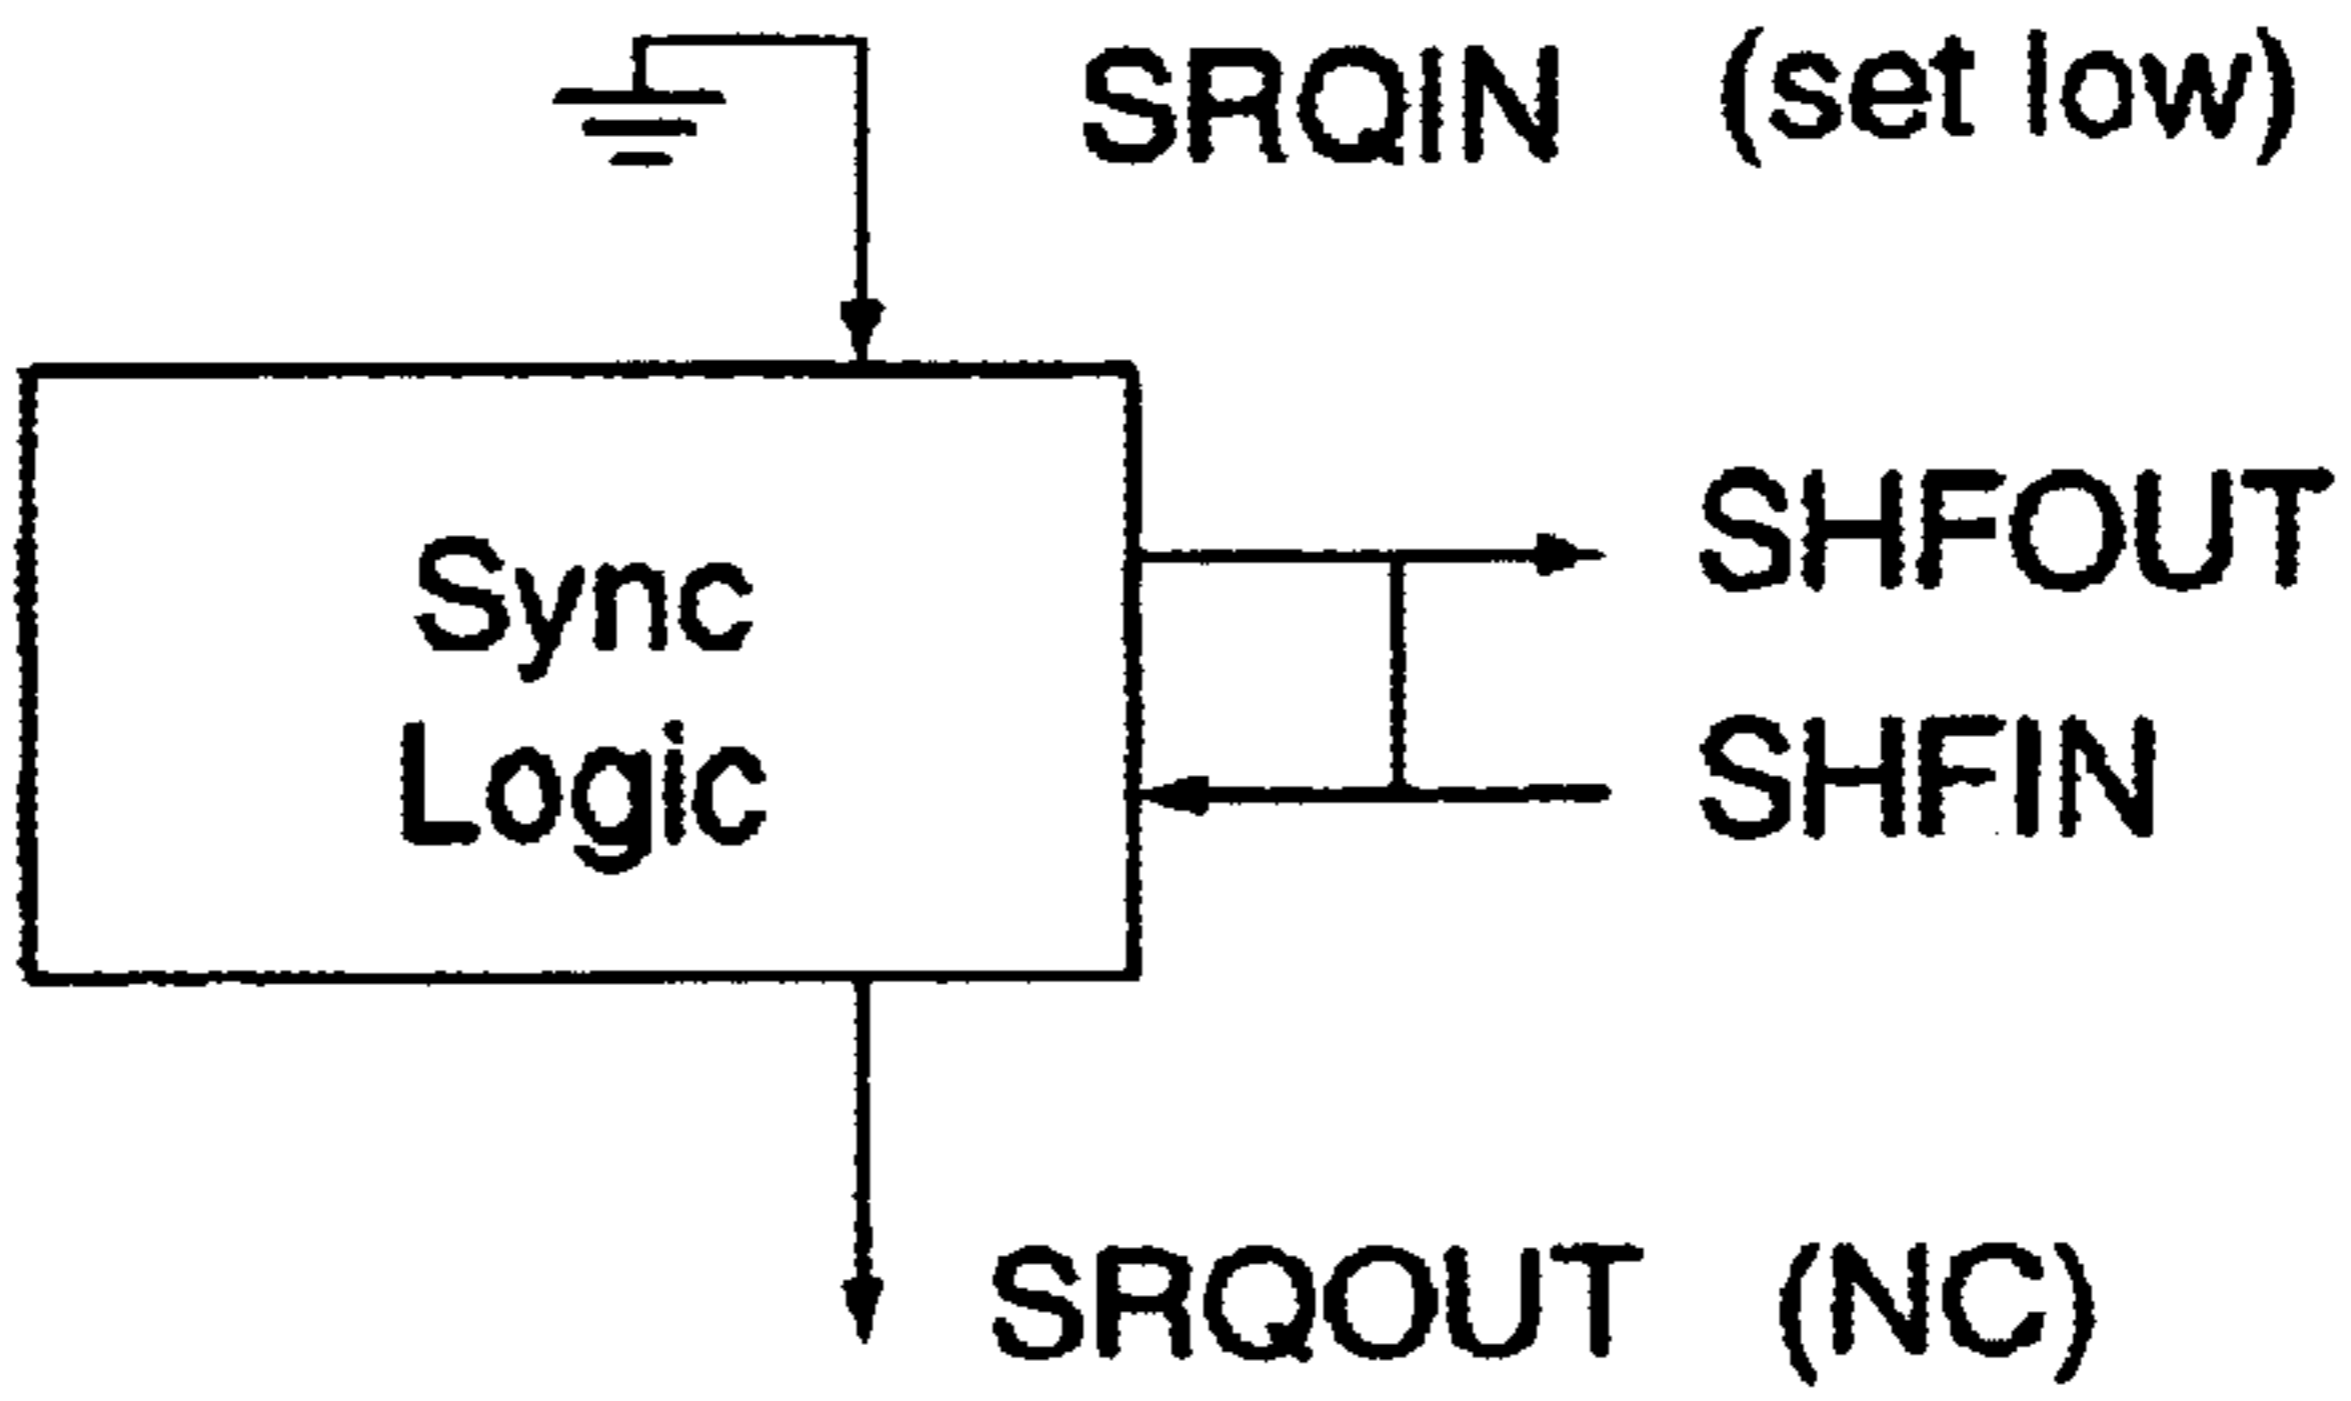 SRQIN (set low)
SHFOUT
Sync
Logic
SHFIN
SRQOUT (NC)